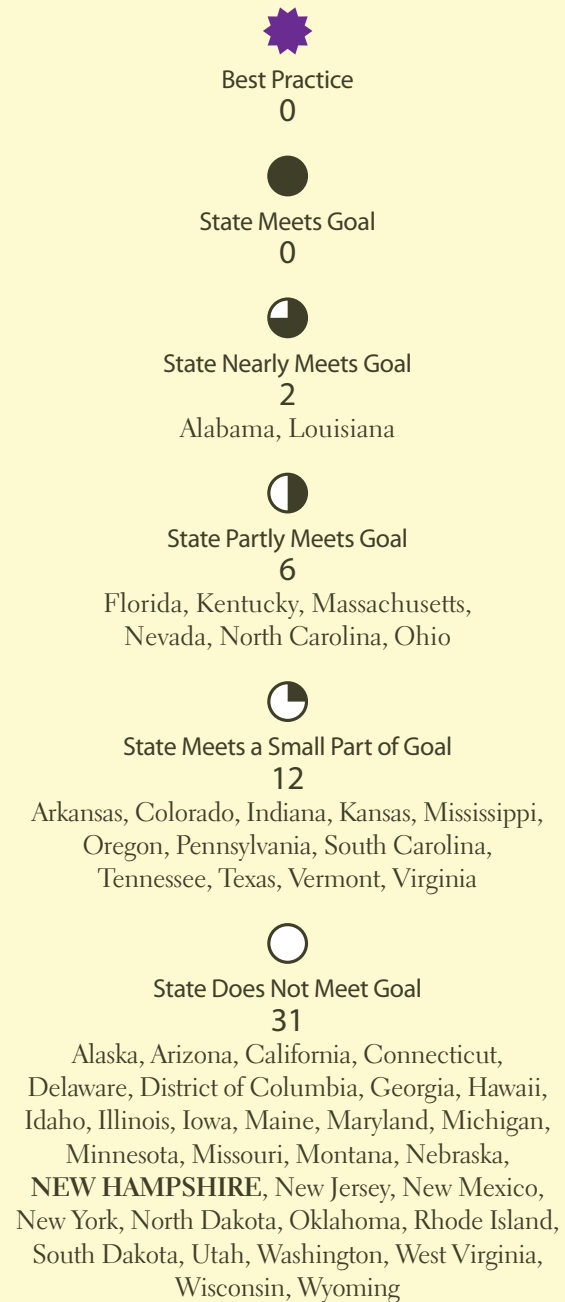 Best Practice
0
State Meets Goal
0
State Nearly Meets Goal
2
Alabama, Louisiana
State Partly Meets Goal
6
Florida, Kentucky, Massachusetts,
Nevada, North Carolina, Ohio
State Meets a Small Part of Goal
12
Arkansas, Colorado, Indiana, Kansas, Mississippi,
Oregon, Pennsylvania, South Carolina,
Tennessee, Texas, Vermont, Virginia
State Does Not Meet Goal
31
Alaska, Arizona, California, Connecticut,
Delaware, District of Columbia, Georgia, Hawaii,
Idaho, Illinois, Iowa, Maine, Maryland, Michigan,
Minnesota, Missouri, Montana, Nebraska,
NEW HAMPSHIRE, New Jersey, New Mexico,
New York, North Dakota, Oklahoma, Rhode Island,
South Dakota, Utah, Washington, West Virginia,
Wisconsin, Wyoming